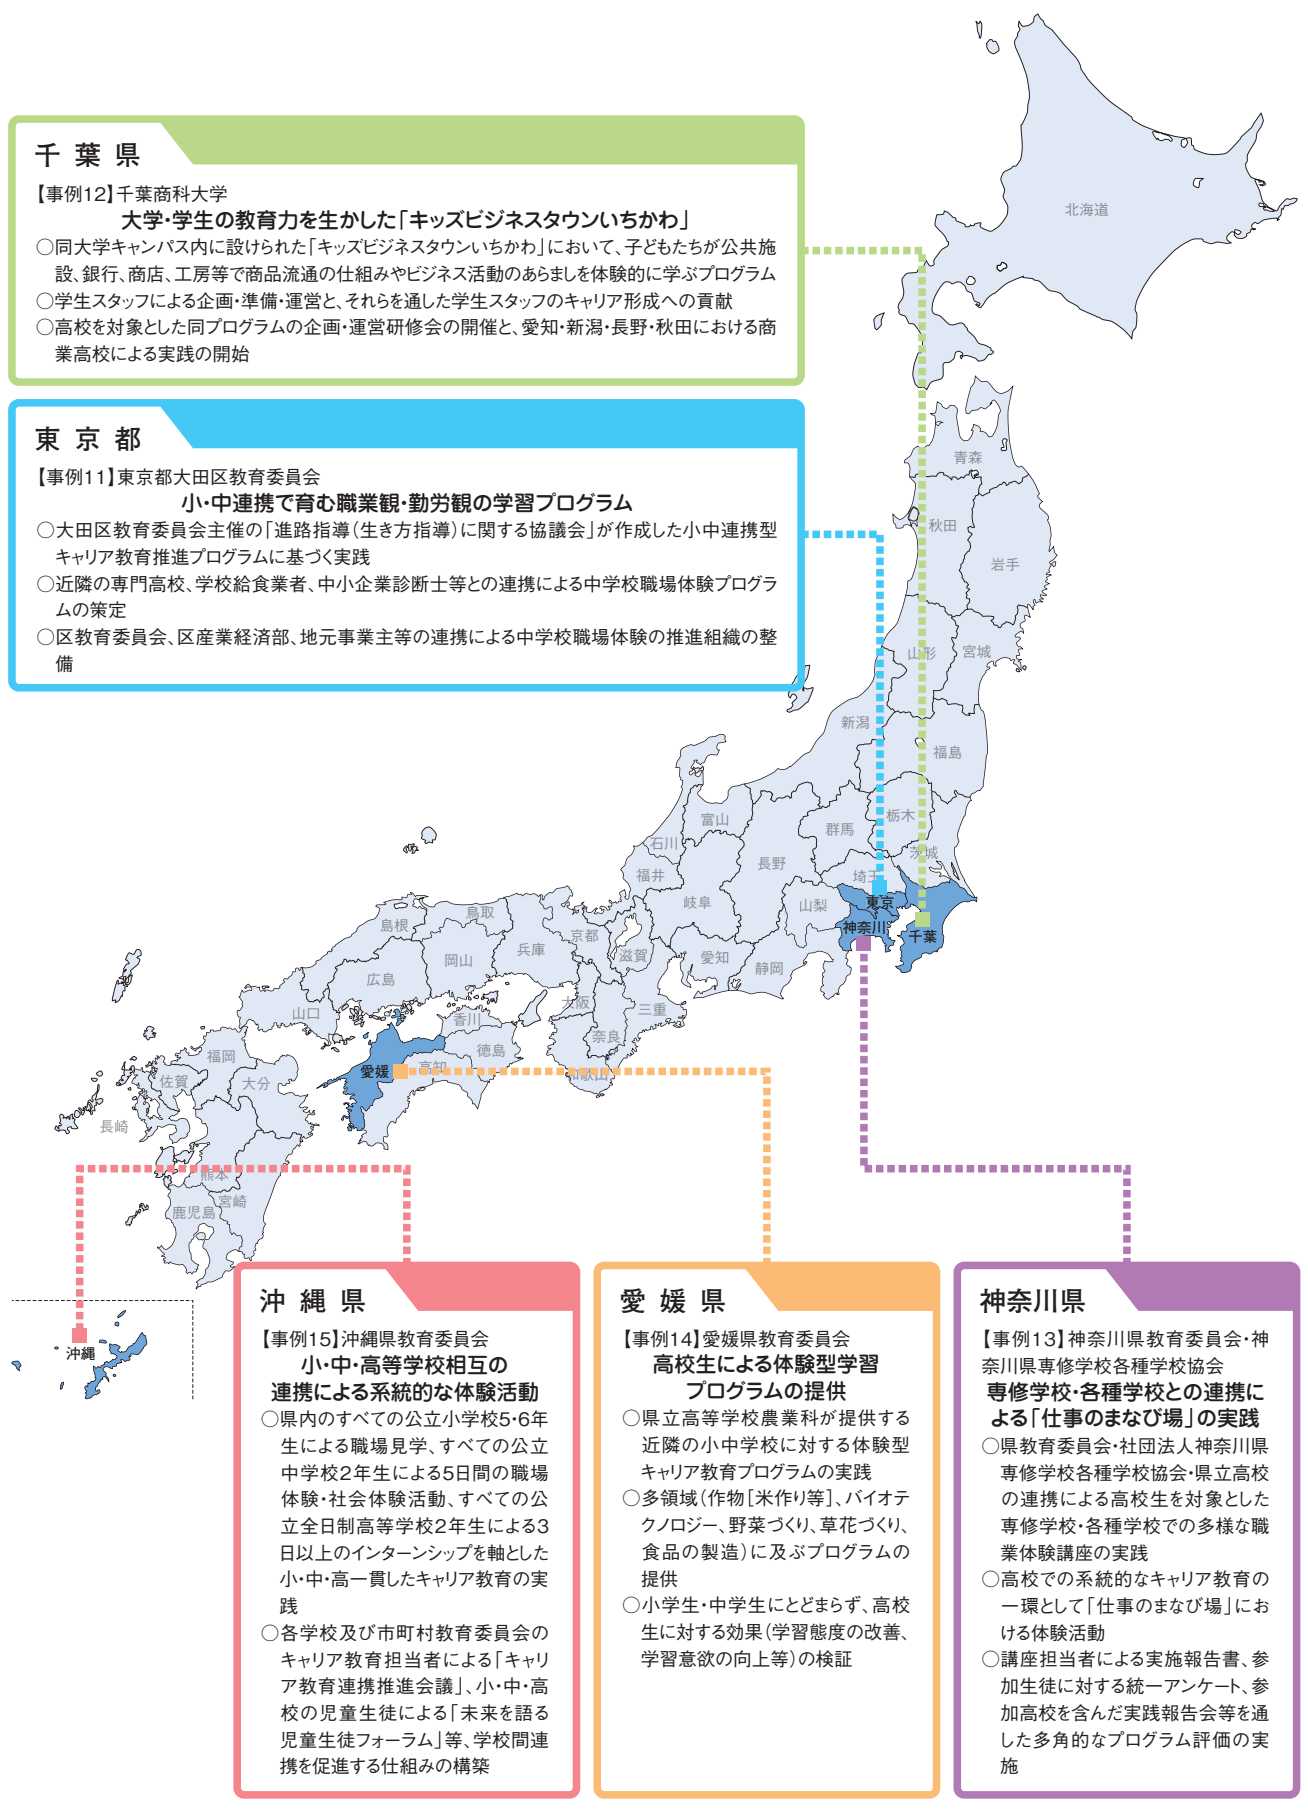 千葉県
【事例12】千葉商科大学
大学・学生の教育力を生かした「キッズビジネスタウンいちかわ」
○同大学キャンパス内に設けられた「キッズビジネスタウンいちかわ」において、子どもたちが公共施
設、銀行、商店、工房等で商品流通の仕組みやビジネス活動のあらましを体験的に学ぶプログラム
○学生スタッフによる企画・準備・運営と、それらを通した学生スタッフのキャリア形成への貢献
○高校を対象とした同プログラムの企画・運営研修会の開催と、愛知・新潟・長野・秋田における商
業高校による実践の開始
東京都
【事例11】東京都大田区教育委員会
小・中連携で育む職業観・勤労観の学習プログラム
○大田区教育委員会主催の「進路指導（生き方指導）に関する協議会」が作成した小中連携型
キャリア教育推進プログラムに基づく実践
○近隣の専門高校、学校給食業者、中小企業診断士等との連携による中学校職場体験プログラ
ムの策定
○区教育委員会、区産業経済部、地元事業主等の連携による中学校職場体験の推進組織の整
備
北海道
青森
秋田
岩手
山形
宮城
新潟
福島
富山
石川
群馬
栃木
茨城
福井
長野
埼玉
岐阜
山梨
東京
神奈川
千葉
鳥取
島根
京都
兵庫
滋賀
愛知
静岡
岡山
広島
大阪
三重
山口
香川
奈良
徳島
福岡
高知
愛媛
和歌山
佐賀
大分
長崎
熊本
宮崎
鹿児島
沖縄
沖縄県
【事例15】沖縄県教育委員会
小・中・高等学校相互の
連携による系統的な体験活動
○県内のすべての公立小学校5・6年
生による職場見学、すべての公立
中学校2年生による5日間の職場
体験・社会体験活動、すべての公
立全日制高等学校2年生による3
日以上のインターンシップを軸とした
小・中・高一貫したキャリア教育の実
践
○各学校及び市町村教育委員会の
キャリア教育担当者による「キャリ
ア教育連携推進会議」、小・中・高
校の児童生徒による「未来を語る
児童生徒フォーラム」等、学校間連
携を促進する仕組みの構築
愛媛県
【事例14】愛媛県教育委員会
高校生による体験型学習
プログラムの提供
○県立高等学校農業科が提供する
近隣の小中学校に対する体験型
キャリア教育プログラムの実践
○多領域（作物［米作り等］、バイオテ
クノロジー、野菜づくり、草花づくり、
食品の製造）に及ぶプログラムの
提供
○小学生・中学生にとどまらず、高校
生に対する効果（学習態度の改善、
学習意欲の向上等）の検証
神奈川県
【事例13】神奈川県教育委員会・神
奈川県専修学校各種学校協会
専修学校・各種学校との連携に
よる「仕事のまなび場」の実践
○県教育委員会・社団法人神奈川県
専修学校各種学校協会・県立高校
の連携による高校生を対象とした
専修学校・各種学校での多様な職
業体験講座の実践
○高校での系統的なキャリア教育の
一環として「仕事のまなび場」にお
ける体験活動
○講座担当者による実施報告書、参
加生徒に対する統一アンケート、参
加高校を含んだ実践報告会等を通
した多角的なプログラム評価の実
施